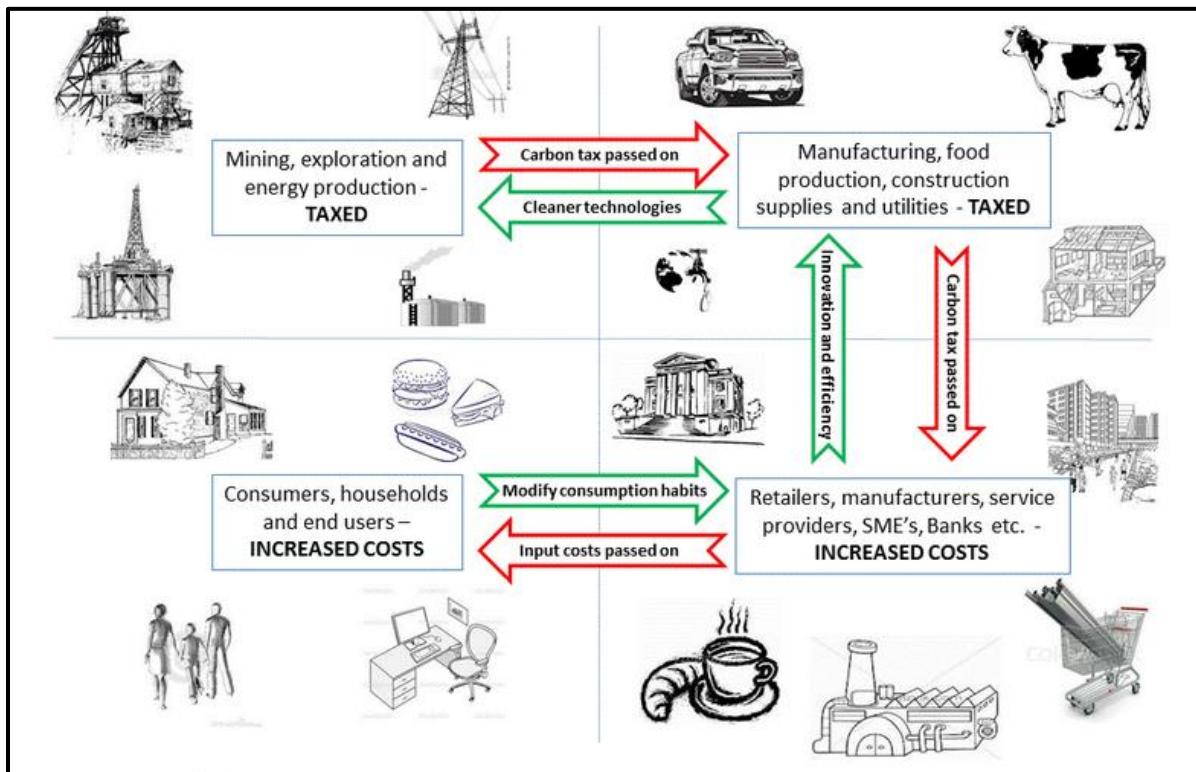 Mining, exploration and
energy production -
TAXED
Carbon tax passed on
Cleaner technologies
Manufacturing, food
production, construction
supplies and utilities - TAXED
Innovation and efficiency
Carbon tax passed on
Consumers, households
and end users –
INCREASED COSTS
Modify consumption habits
Input costs passed on
Retailers, manufacturers, service
providers, SME's, Banks etc. -
INCREASED COSTS